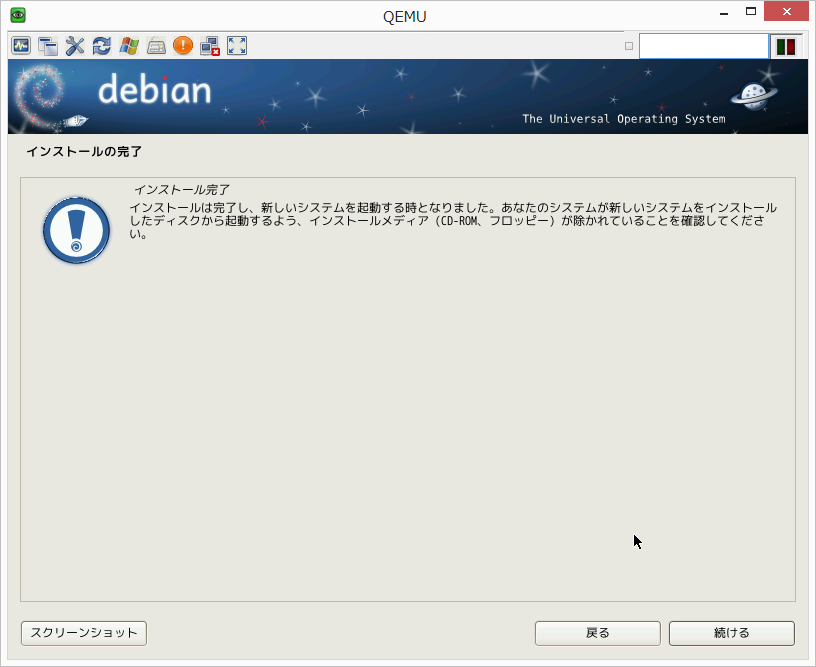 QEMU
debian
The Universal Operating System
インストールの完了
インストール完了
インストールは完了し、新しいシステムを起動する時となりました。あなたのシステムが新しいシステムをインストール
したディスクから起動するよう、インストールメディア (CD-ROM、フロッピー) が除かれていることを確認してくださ
い。
スクリーンショット
戻る
続ける